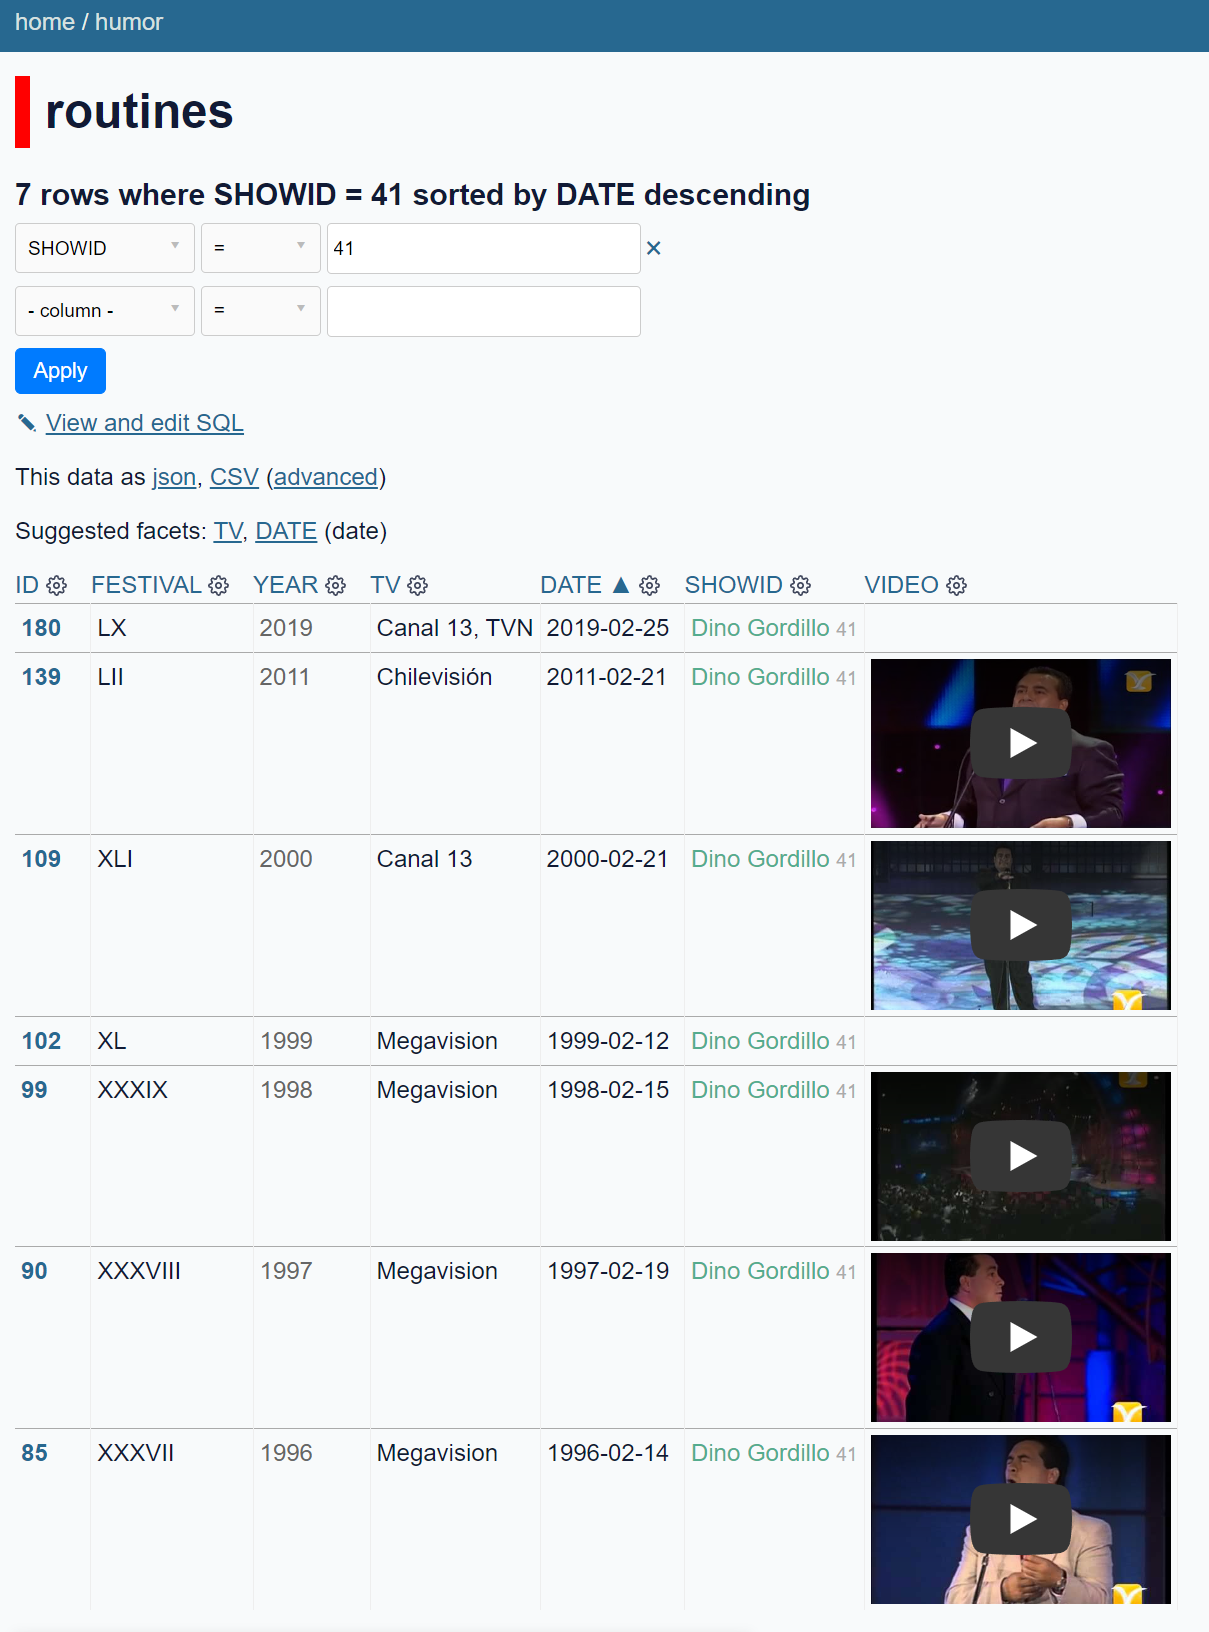 home / humor
routines
7 rows where SHOWID = 41 sorted by DATE descending
SHOWID = 41 ✕
- column - =
Apply
View and edit SQL
This data as json, CSV (advanced)
Suggested facets: TV, DATE (date)
ID FESTIVAL YEAR TV DATE ▲ SHOWID VIDEO
180 LX 2019 Canal 13, TVN 2019-02-25 Dino Gordillo 41
139 LII 2011 Chilevisión 2011-02-21 Dino Gordillo 41
109 XLI 2000 Canal 13 2000-02-21 Dino Gordillo 41
102 XL 1999 Megavision 1999-02-12 Dino Gordillo 41
99 XXXIX 1998 Megavision 1998-02-15 Dino Gordillo 41
90 XXXVIII 1997 Megavision 1997-02-19 Dino Gordillo 41
85 XXXVII 1996 Megavision 1996-02-14 Dino Gordillo 41